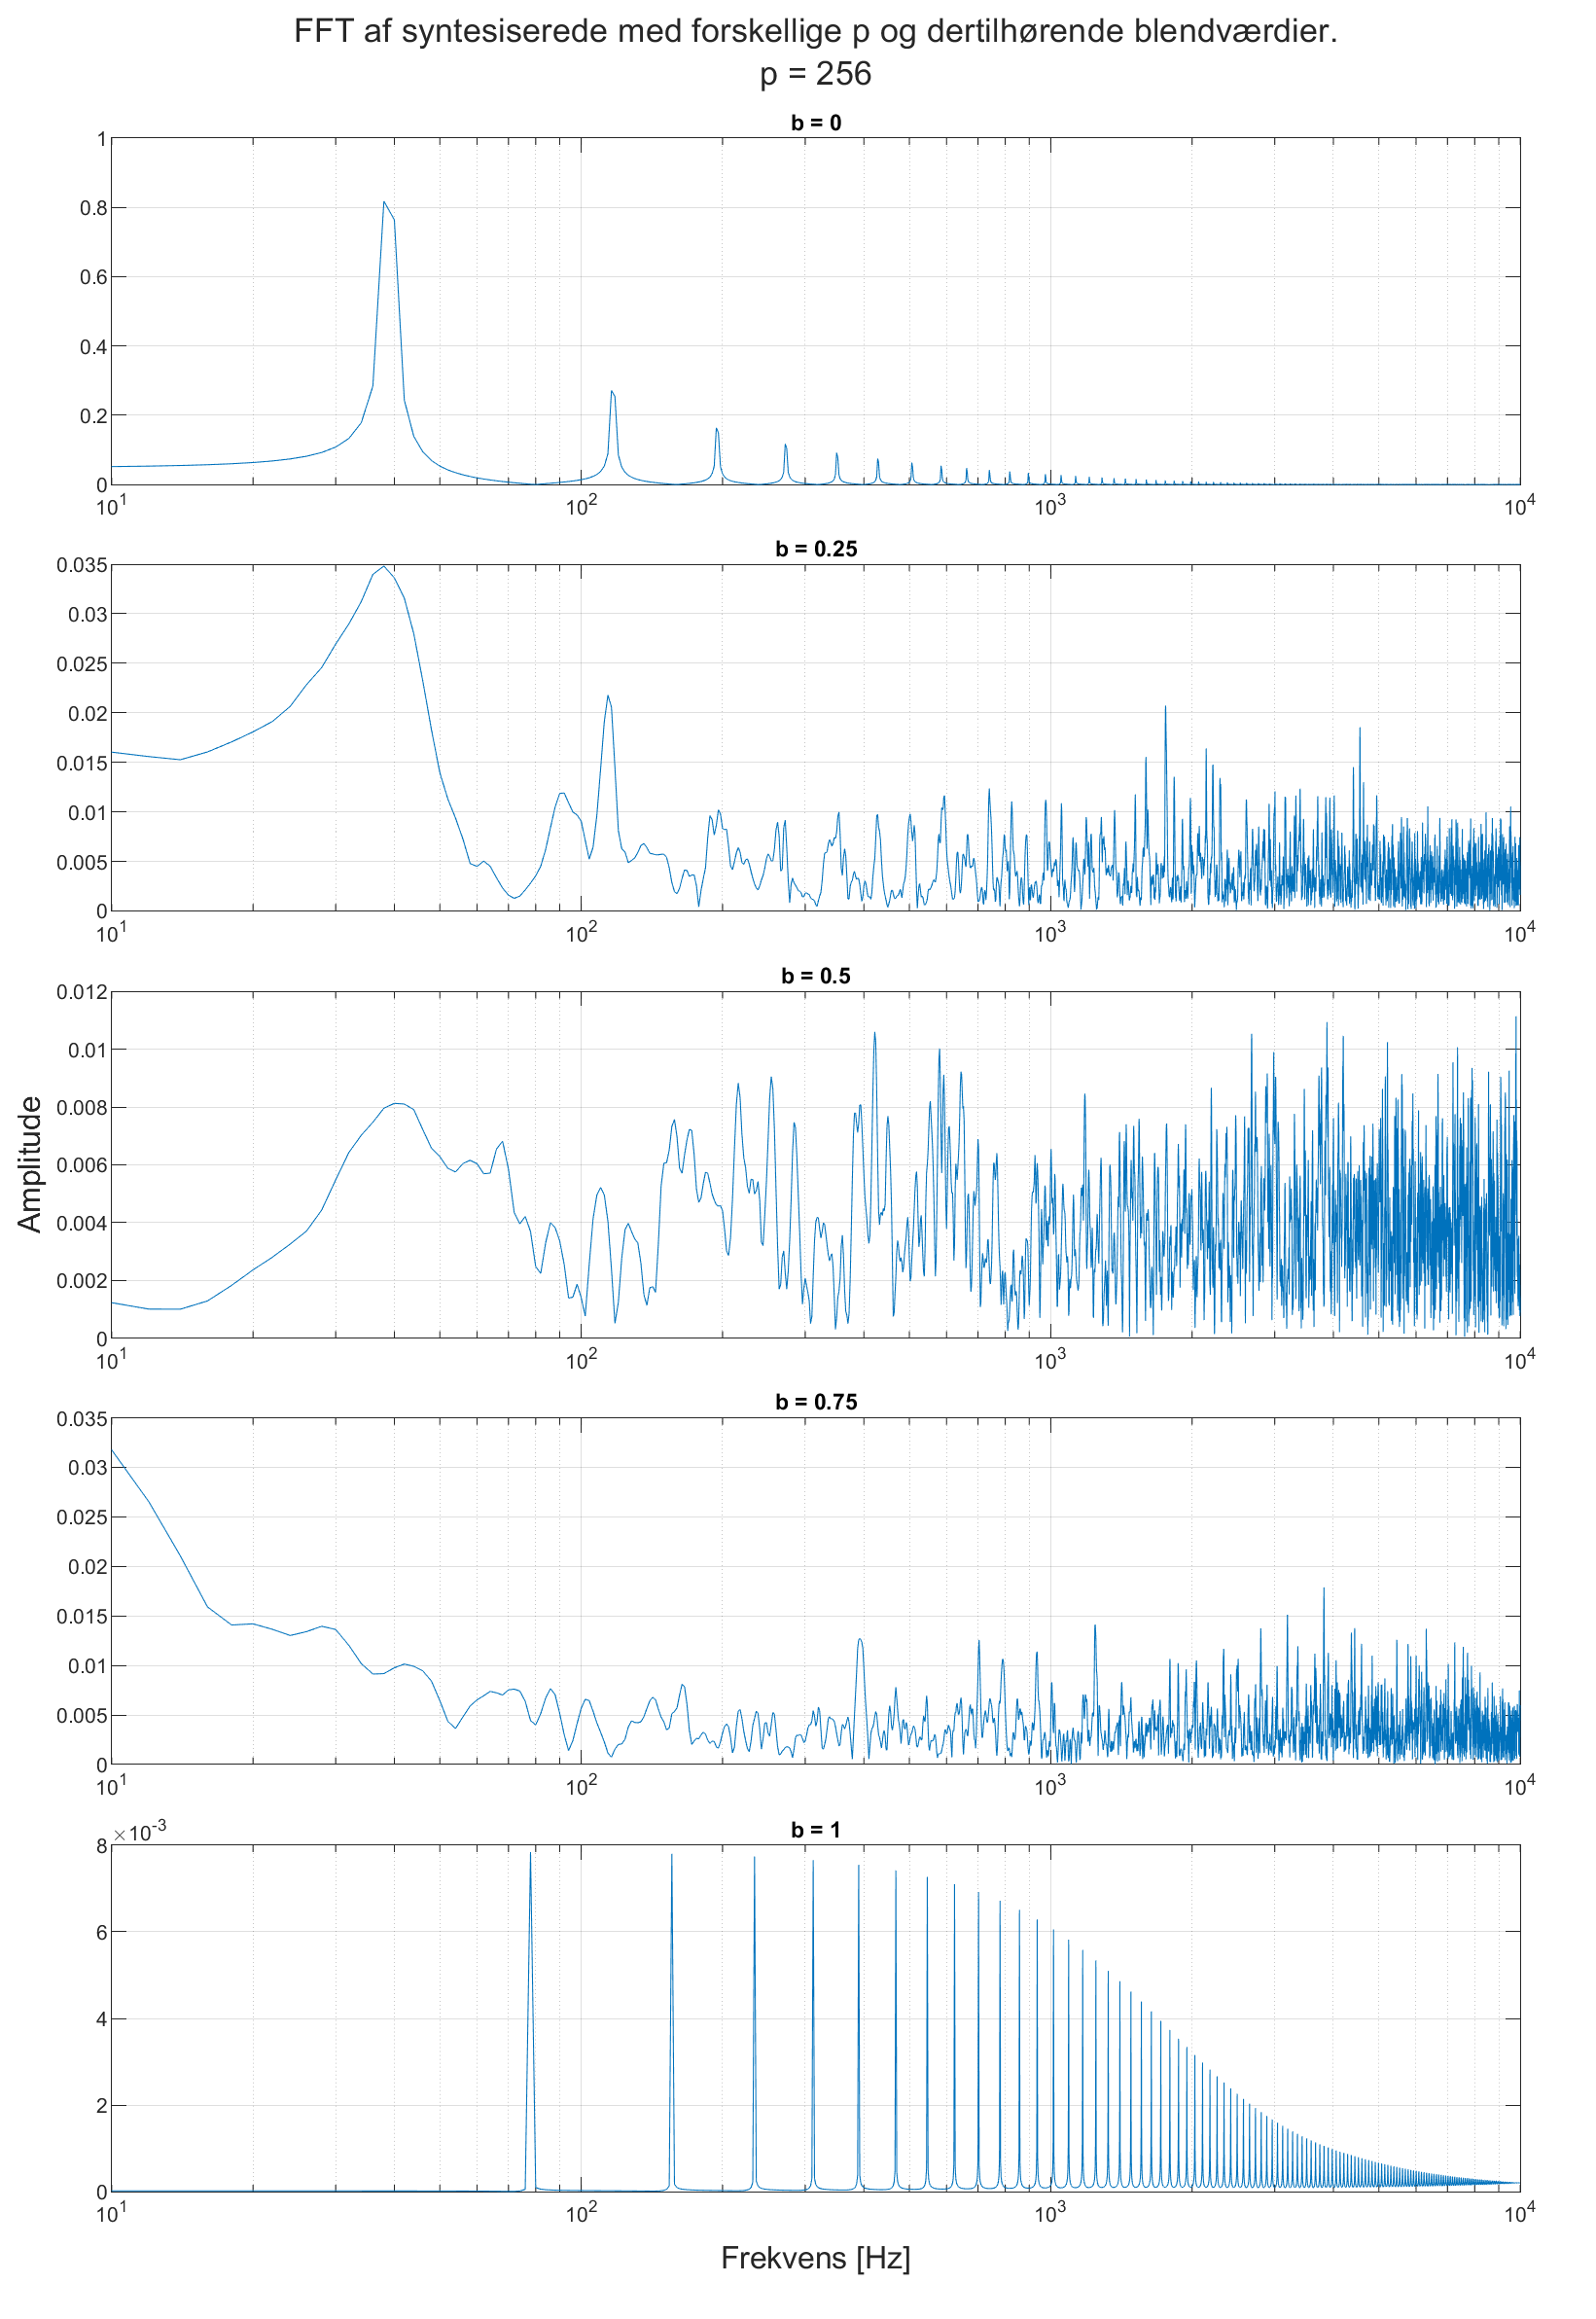 FFT af syntesiserede med forskellige p og dertilhørende blendværdier.
p = 256
b = 0
1
0.8
0.6
0.4
0.2
0
10^1 10^2 10^3 10^4
b = 0.25
0.035
0.03
0.025
0.02
0.015
0.01
0.005
0
10^1 10^2 10^3 10^4
b = 0.5
0.012
0.01
0.008
0.006
0.004
0.002
0
10^1 10^2 10^3 10^4
Amplitude
b = 0.75
0.035
0.03
0.025
0.02
0.015
0.01
0.005
0
10^1 10^2 10^3 10^4
b = 1
×10^-3
8
6
4
2
0
10^1 10^2 10^3 10^4
Frekvens [Hz]